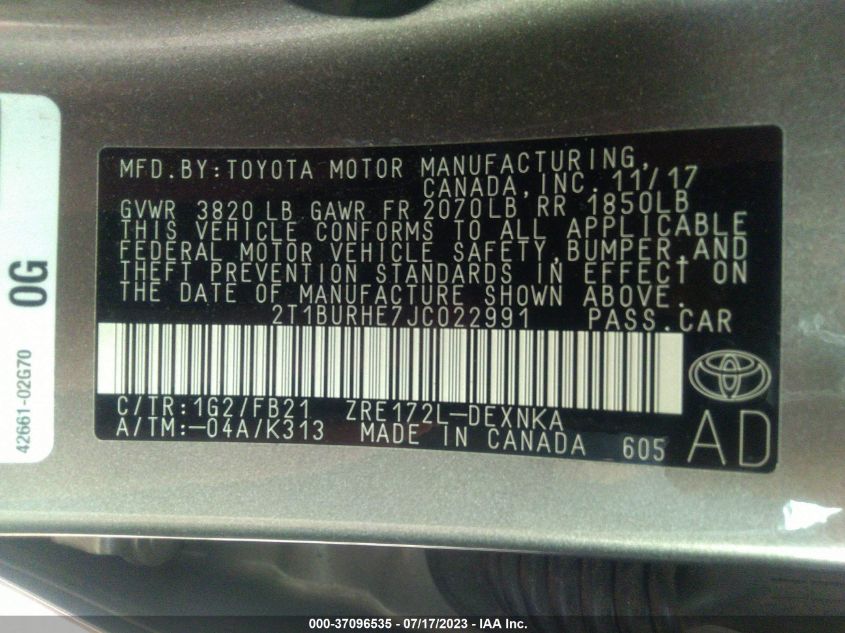 MFD.BY:TOYOTA MOTOR MANUFACTURING,
CANADA, INC. 11/17
GVWR 3820 LB GAWR FR 2070LB RR 1850LB
THIS VEHICLE CONFORMS TO ALL APPLICABLE
FEDERAL MOTOR VEHICLE SAFETY, BUMPER, AND
THEFT PREVENTION STANDARDS IN EFFECT ON
THE DATE OF MANUFACTURE SHOWN ABOVE.
2T1BURHE7JC022991 PASS.CAR
C/TR:1G2/FB21 ZRE172L-DEXNKA
A/TM:-04A/K313 MADE IN CANADA 605
AD
0G
42661-02G70
000-37096535 - 07/17/2023 - IAA Inc.